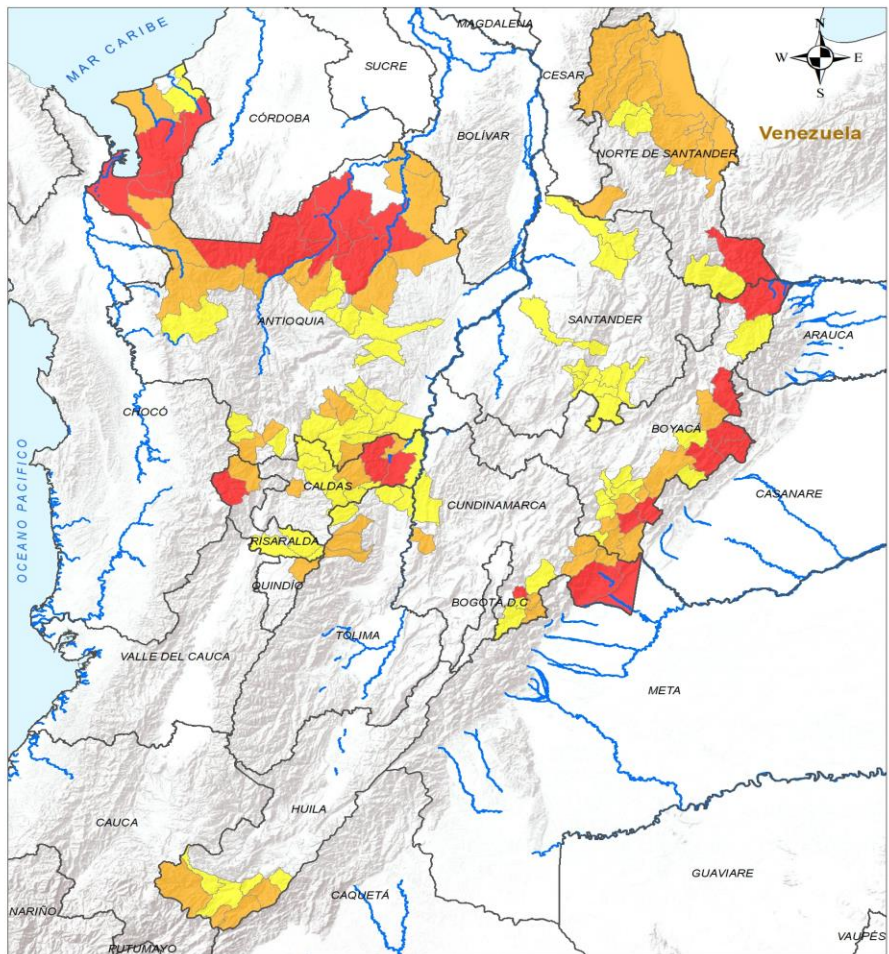 MAGDALENA
N
MAR CARIBE
W
E
SUCRE
CESAR
S
CÓRDOBA
BOLÍVAR
Venezuela
NORTE DE SANTANDER
ANTIOQUIA
SANTANDER
ARAUCA
CHOCÓ
BOYACÁ
OCEANO PACIFICO
CALDAS
CUNDINAMARCA
CASANARE
RISARALDA
QUINDÍO
BOGOTÁ, D.C
TOLIMA
VALLE DEL CAUCA
META
HUILA
CAUCA
GUAVIARE
CAQUETÁ
NARIÑO
VAUPÉS
PUTUMAYO